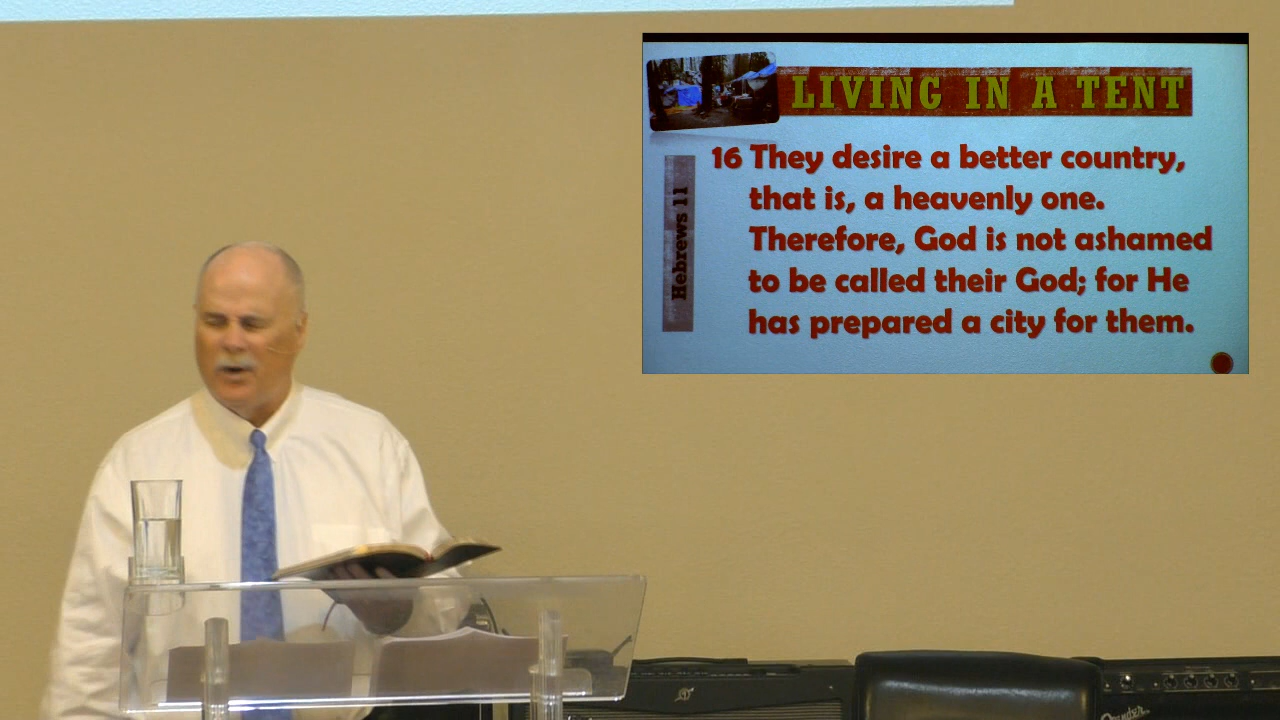 LIVING IN A TENT
Hebrews 11
16 They desire a better country,
that is, a heavenly one.
Therefore, God is not ashamed
to be called their God; for He
has prepared a city for them.